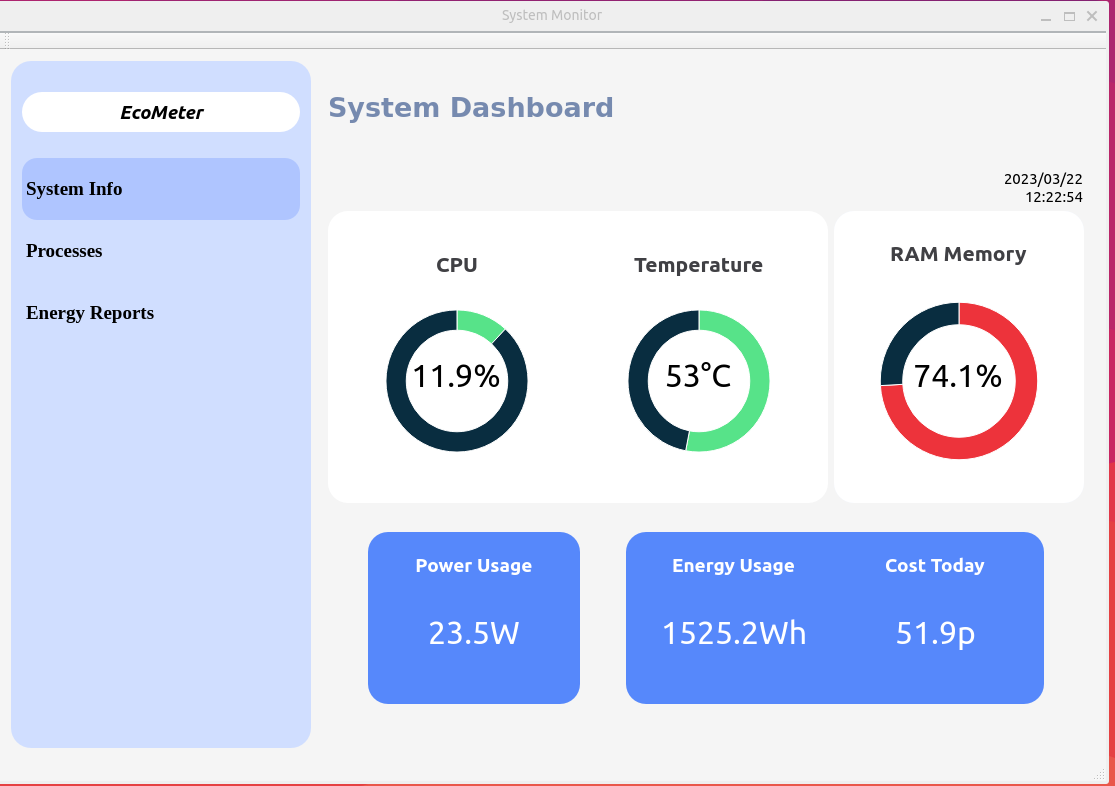 System Monitor
EcoMeter
System Info
Processes
Energy Reports
System Dashboard
2023/03/22
12:22:54
CPU
11.9%
Temperature
53°C
RAM Memory
74.1%
Power Usage
23.5W
Energy Usage
1525.2Wh
Cost Today
51.9p